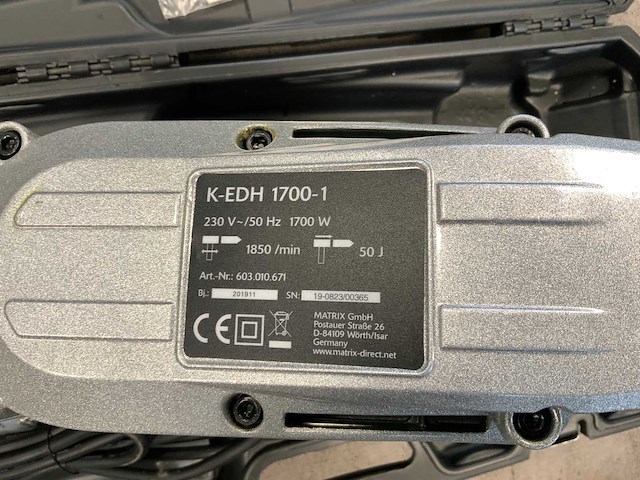 K-EDH 1700-1
230 V~/50 Hz 1700 W
1850 /min 50 J
Art.-Nr.: 603.010.671
Bj.: 201911 SN: 19-0823/00365
CE
MATRIX GmbH
Postauer Straße 26
D-84109 Wörth/Isar
Germany
www.matrix-direct.net